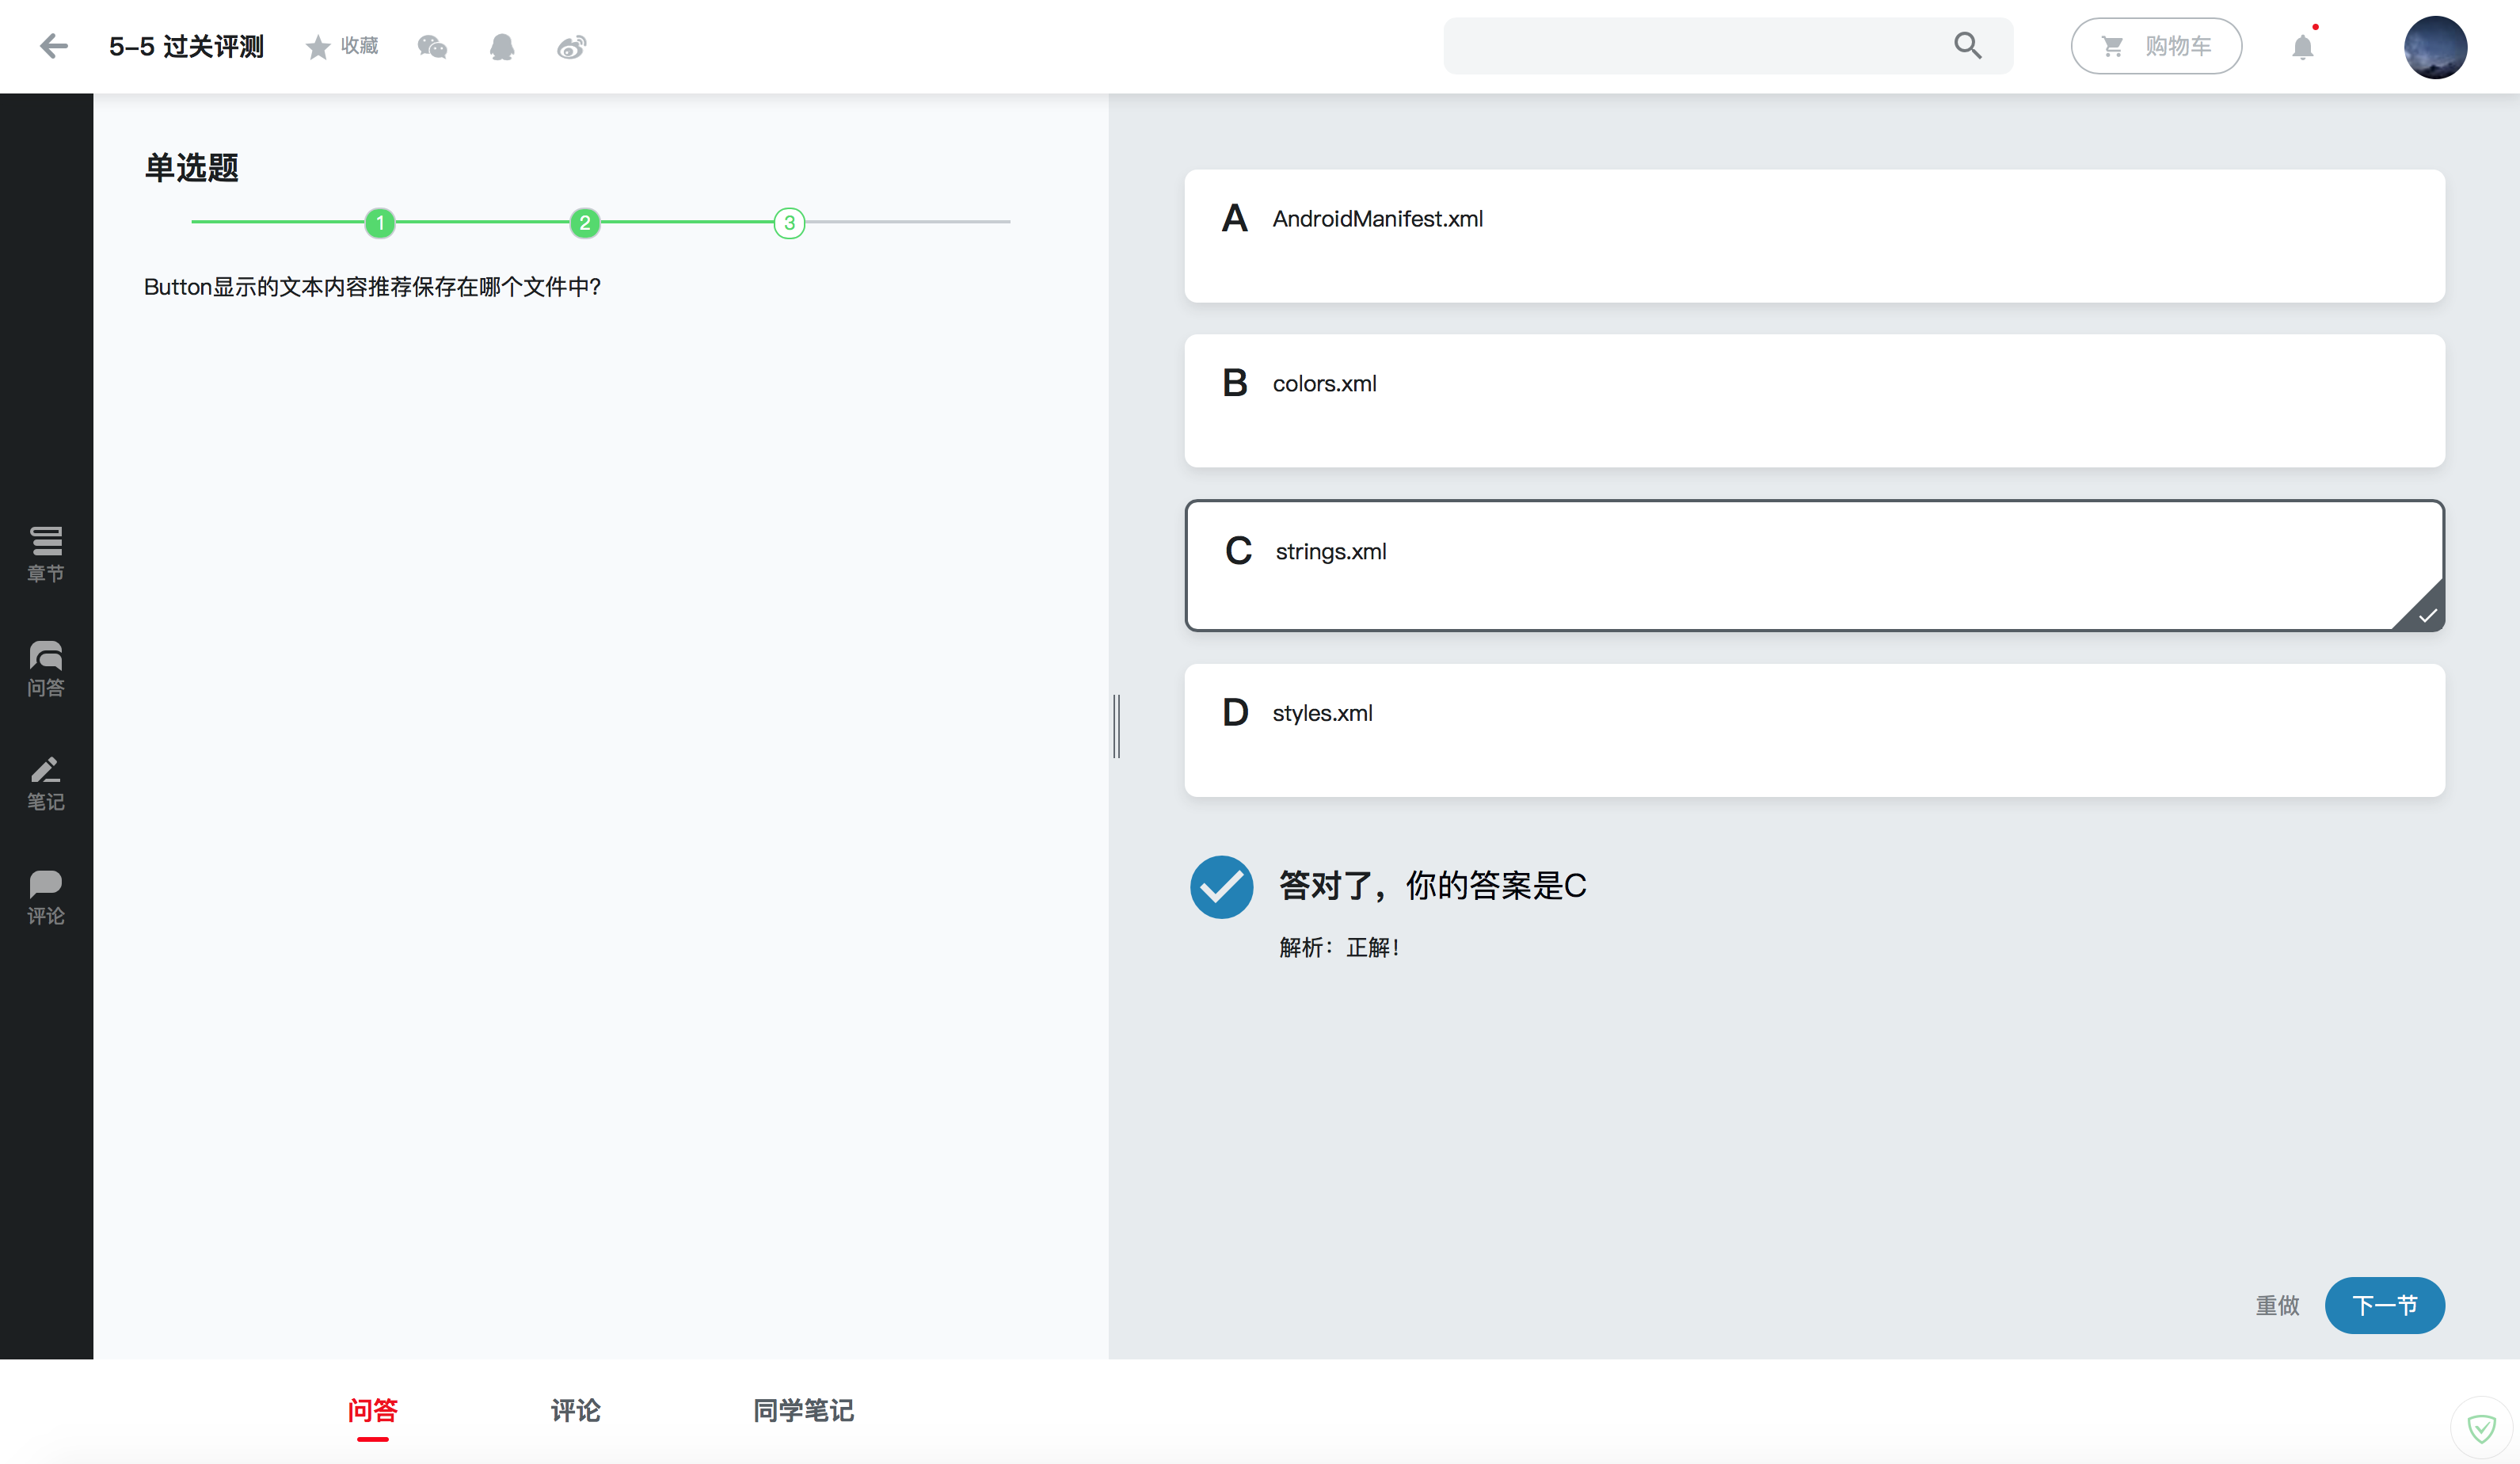 5-5 过关评测
收藏
购物车
章节
问答
笔记
评论
单选题
1 2 3
Button显示的文本内容推荐保存在哪个文件中?
A AndroidManifest.xml
B colors.xml
C strings.xml
D styles.xml
答对了，你的答案是C
解析：正解！
重做
下一节
问答
评论
同学笔记